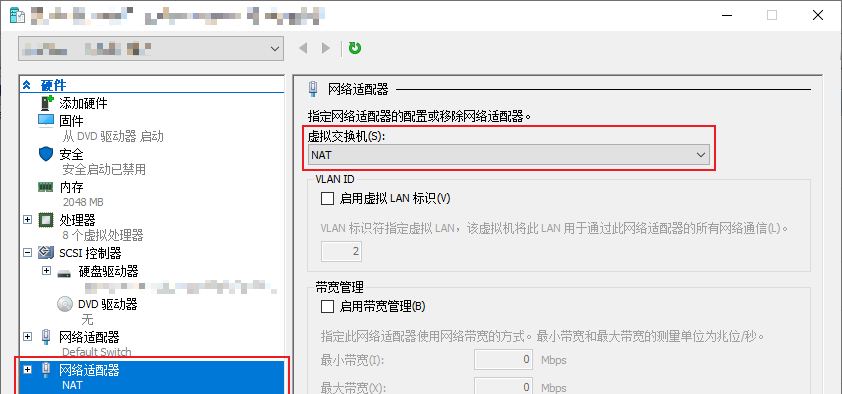 硬件
添加硬件
固件
从 DVD 驱动器 启动
安全
安全启动已禁用
内存
2048 MB
处理器
8 个虚拟处理器
SCSI 控制器
硬盘驱动器
DVD 驱动器
无
网络适配器
Default Switch
网络适配器
NAT
网络适配器
指定网络适配器的配置或移除网络适配器。
虚拟交换机(S):
NAT
VLAN ID
启用虚拟 LAN 标识(V)
VLAN 标识符指定虚拟 LAN，该虚拟机将此 LAN 用于通过此网络适配器的所有网络通信(L)。
2
带宽管理
启用带宽管理(B)
指定此网络适配器使用网络带宽的方式。最小带宽和最大带宽的测量单位为兆位/秒。
最小带宽(I): 0 Mbps
最大带宽(X): 0 Mbps